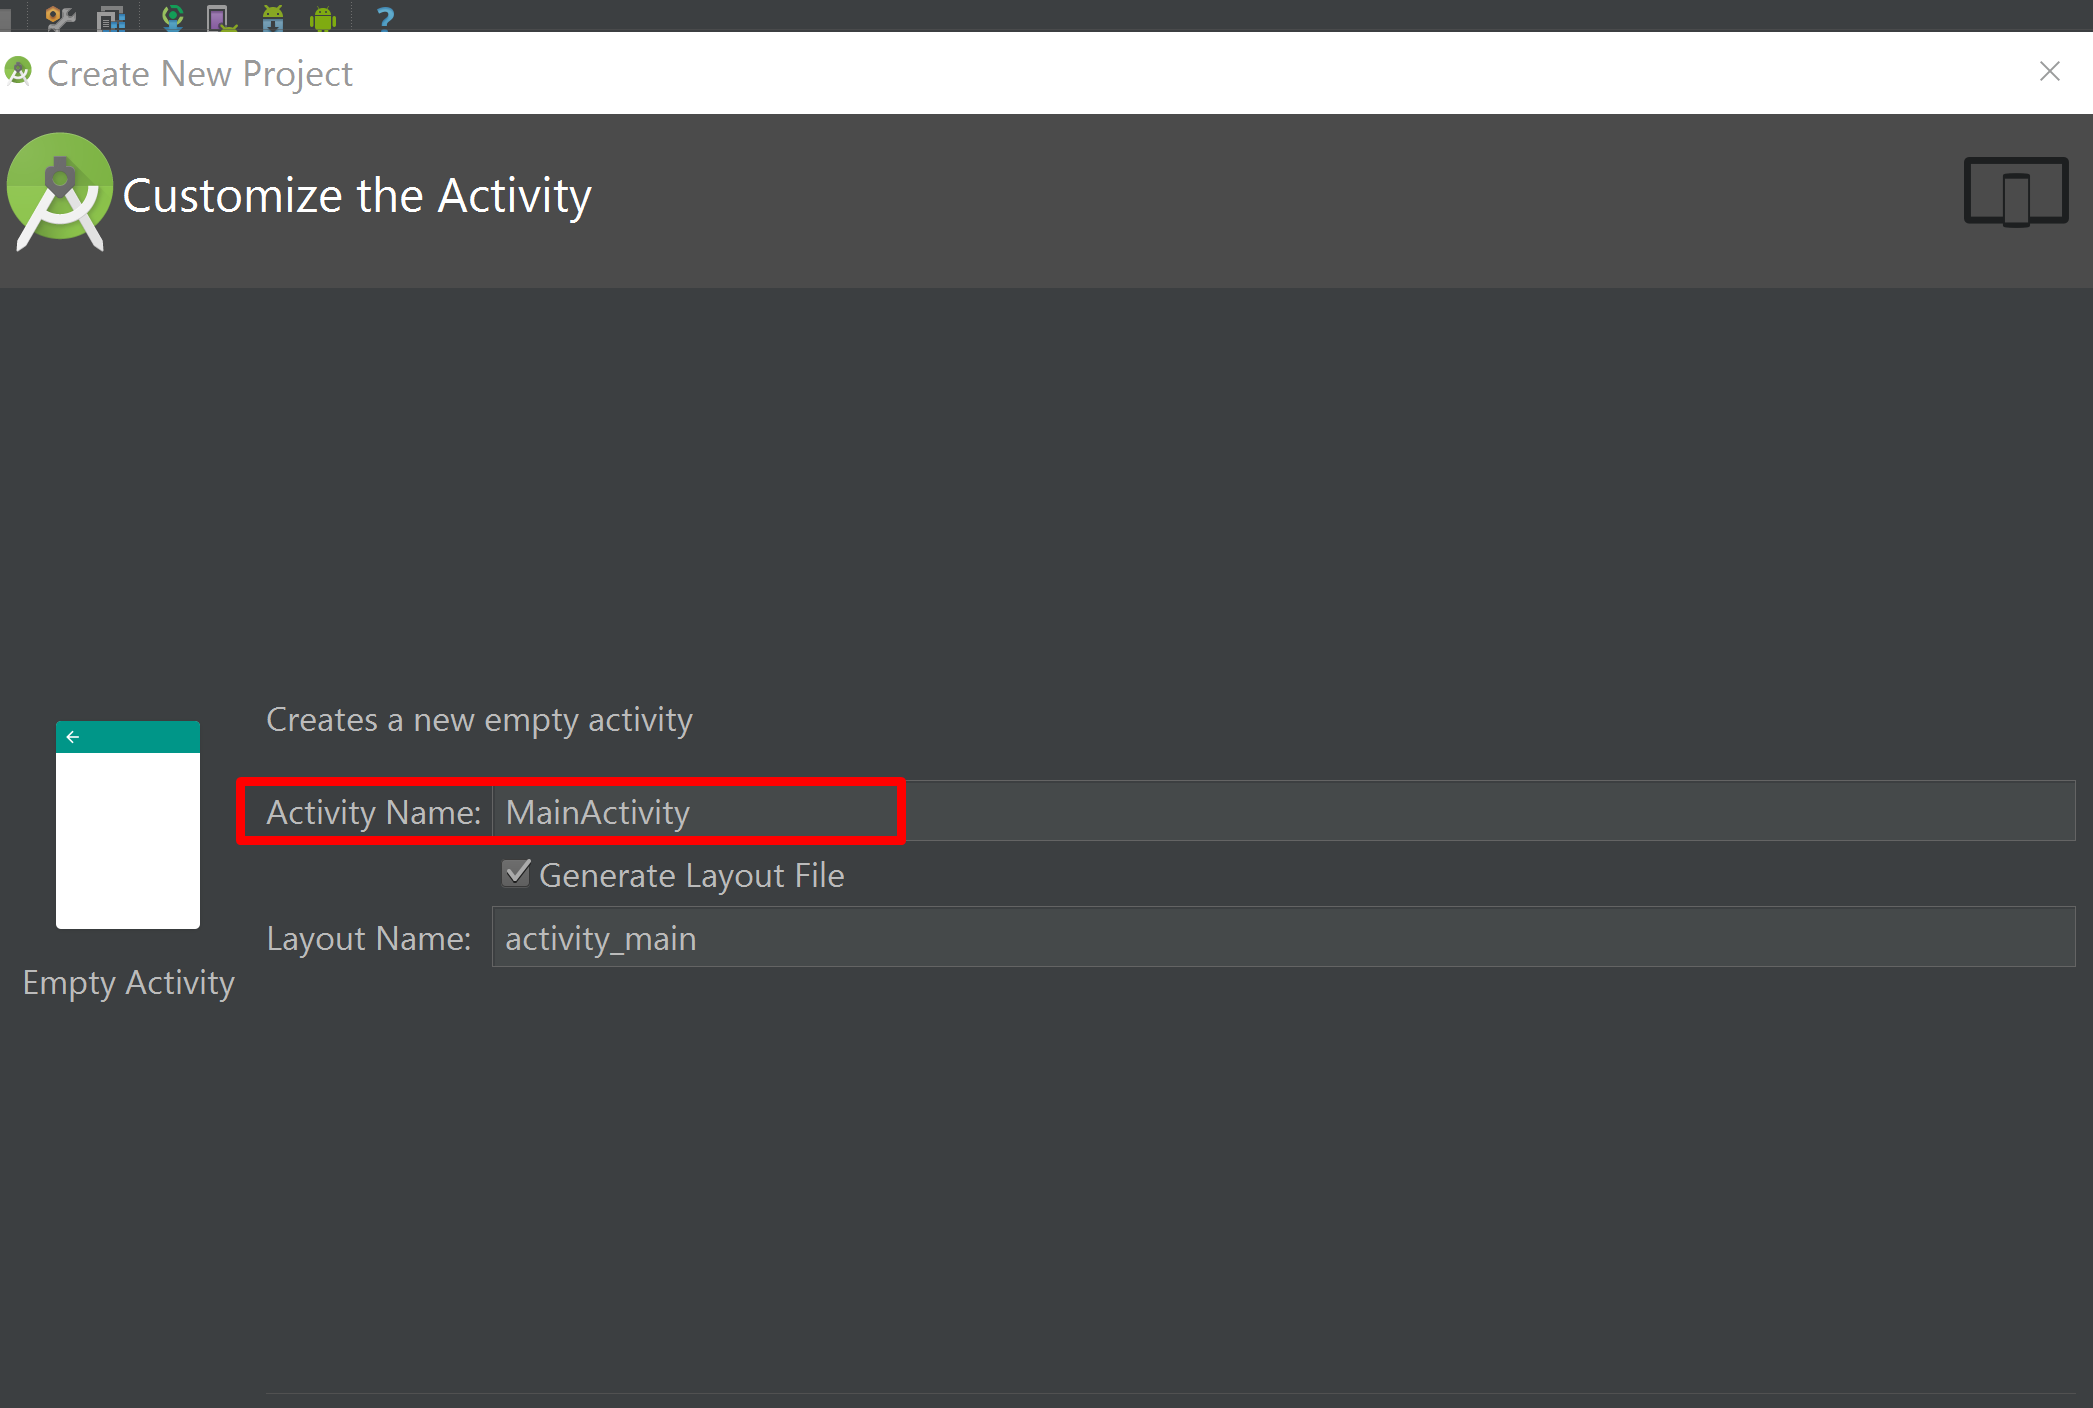 ?
Create New Project
Customize the Activity
Creates a new empty activity
Activity Name: MainActivity
Generate Layout File
Layout Name: activity_main
Empty Activity